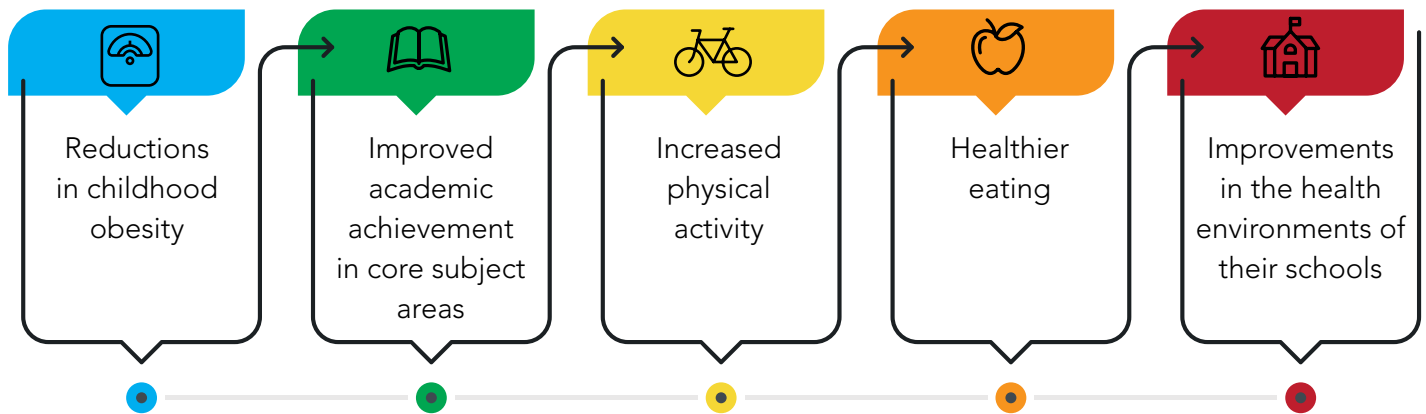 Reductions
in childhood
obesity
Improved
academic
achievement
in core subject
areas
Increased
physical
activity
Healthier
eating
Improvements
in the health
environments of
their schools